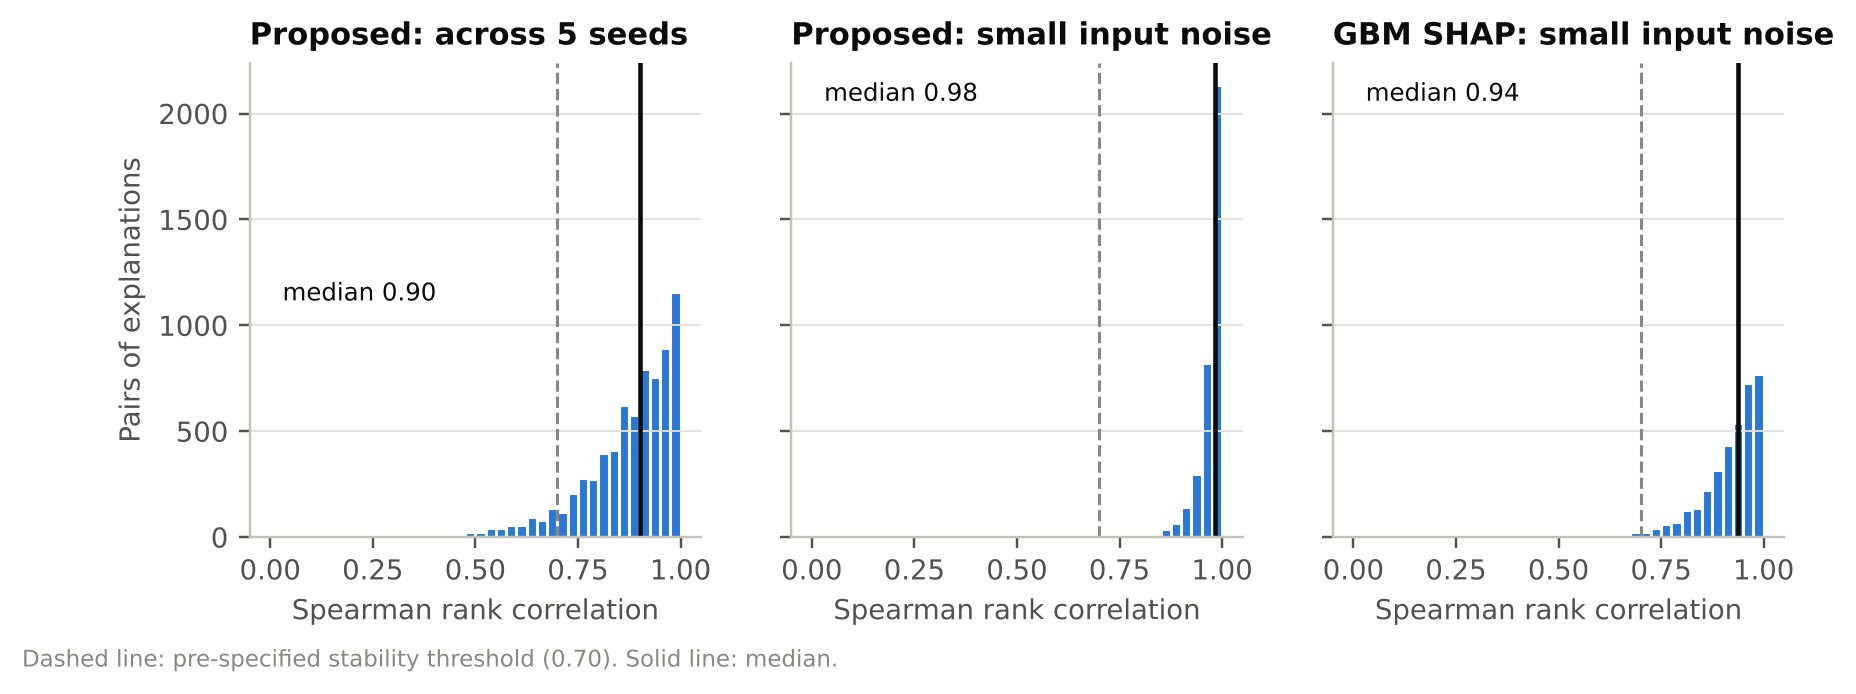 Proposed: across 5 seeds
Proposed: small input noise
GBM SHAP: small input noise
median 0.90
median 0.98
median 0.94
Pairs of explanations
2000
1500
1000
500
0
0.00 0.25 0.50 0.75 1.00
0.00 0.25 0.50 0.75 1.00
0.00 0.25 0.50 0.75 1.00
Spearman rank correlation
Spearman rank correlation
Spearman rank correlation
Dashed line: pre-specified stability threshold (0.70). Solid line: median.